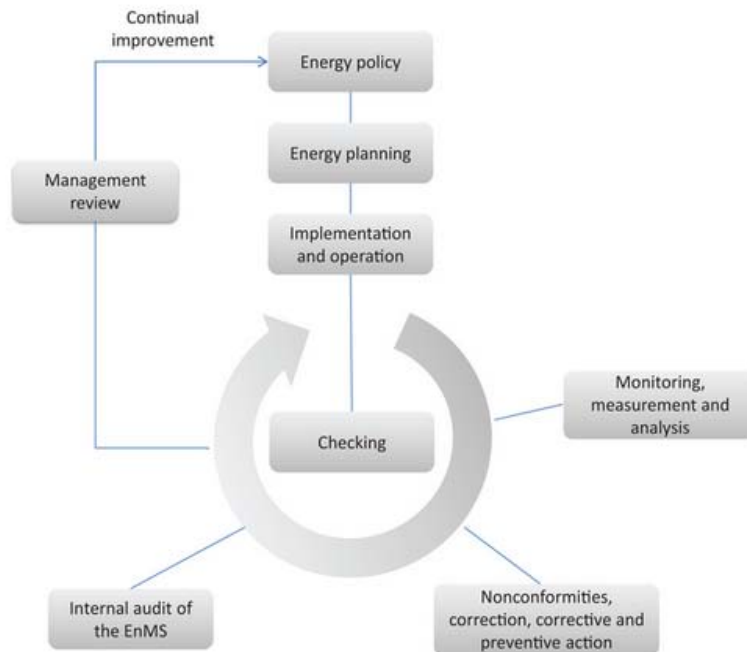 Continual
improvement
Energy policy
Energy planning
Management
review
Implementation
and operation
Monitoring,
measurement and
analysis
Checking
Internal audit of
the EnMS
Nonconformities,
correction, corrective and
preventive action